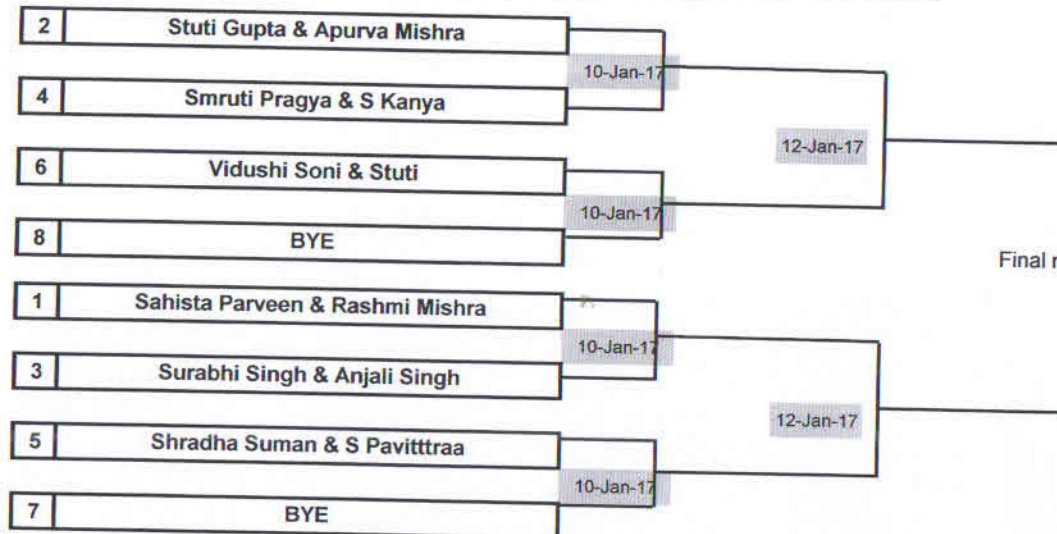 2 Stuti Gupta & Apurva Mishra
10-Jan-17
4 Smruti Pragya & S Kanya
12-Jan-17
6 Vidushi Soni & Stuti
10-Jan-17
8 BYE
Final
1 Sahista Parveen & Rashmi Mishra
10-Jan-17
3 Surabhi Singh & Anjali Singh
12-Jan-17
5 Shradha Suman & S Pavitttraa
10-Jan-17
7 BYE